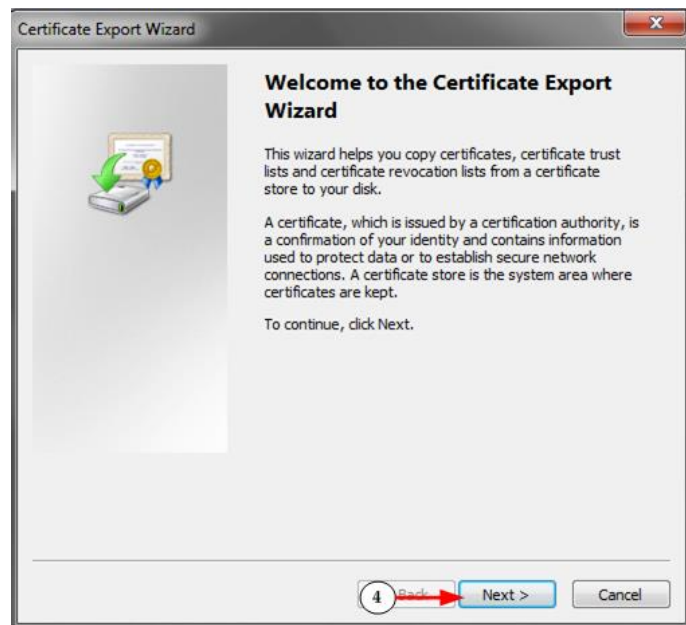 Certificate Export Wizard
Welcome to the Certificate Export
Wizard
This wizard helps you copy certificates, certificate trust
lists and certificate revocation lists from a certificate
store to your disk.
A certificate, which is issued by a certification authority, is
a confirmation of your identity and contains information
used to protect data or to establish secure network
connections. A certificate store is the system area where
certificates are kept.
To continue, click Next.
4 Back Next > Cancel